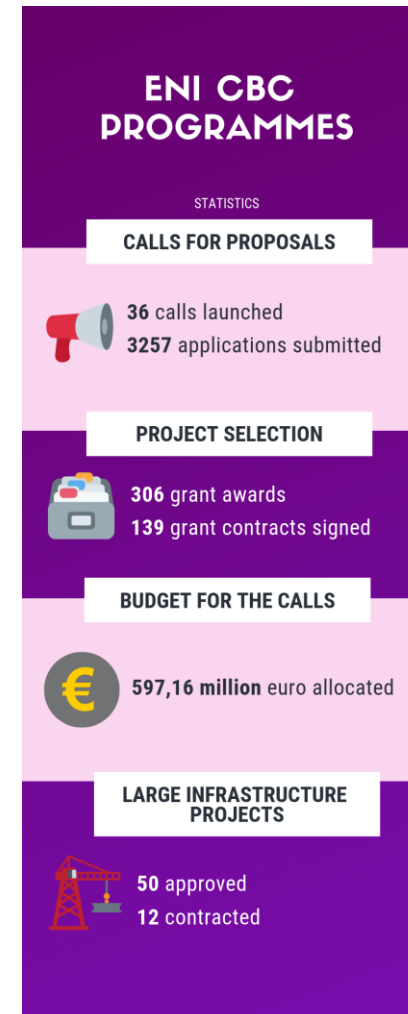 ENI CBC
PROGRAMMES
STATISTICS
CALLS FOR PROPOSALS
36 calls launched
3257 applications submitted
PROJECT SELECTION
306 grant awards
139 grant contracts signed
BUDGET FOR THE CALLS
€
597,16 million euro allocated
LARGE INFRASTRUCTURE
PROJECTS
50 approved
12 contracted